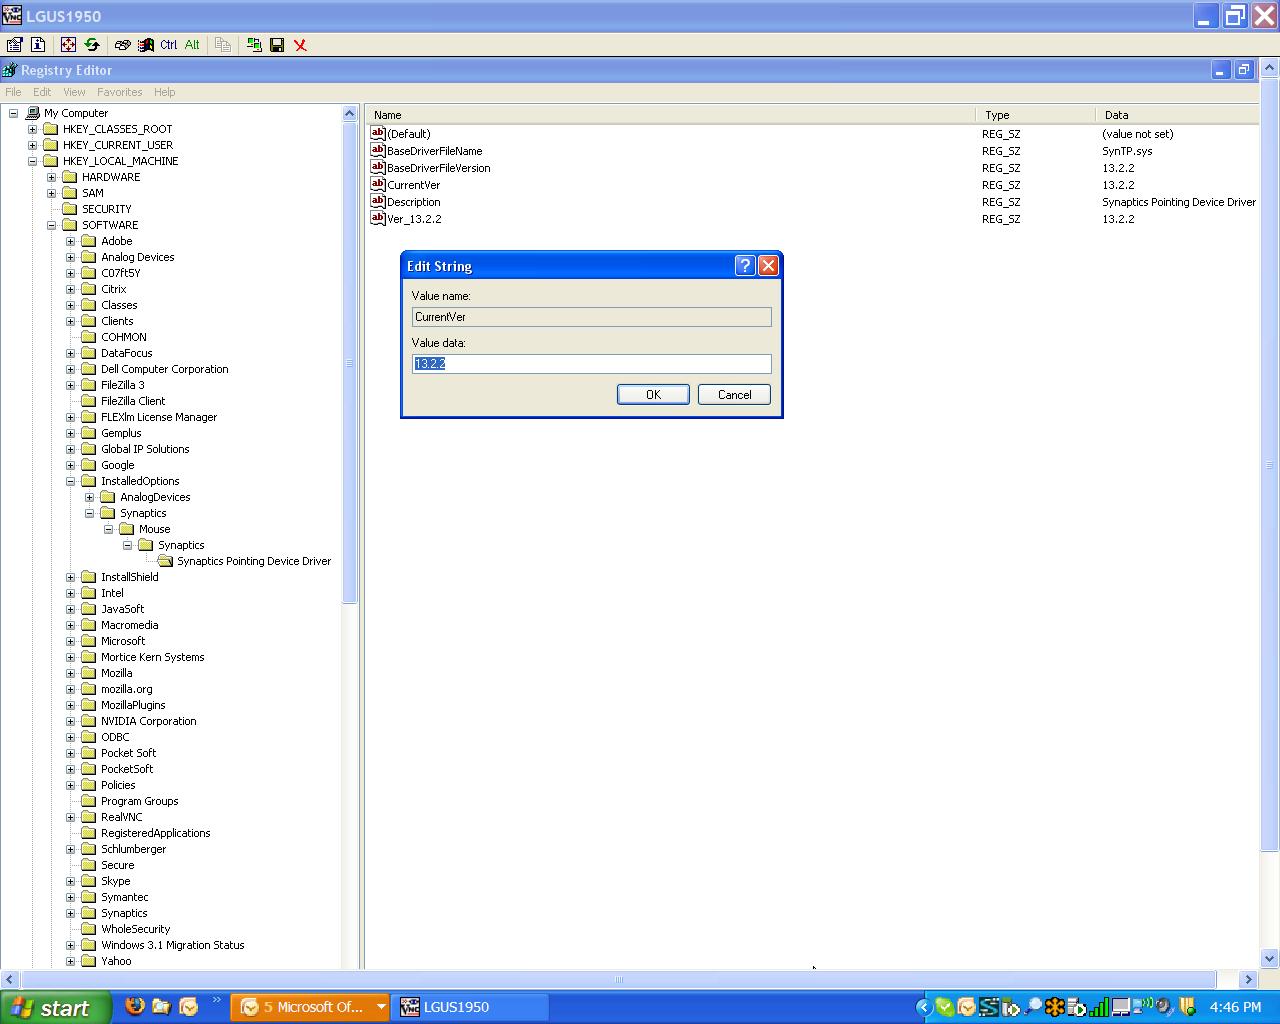 LGUS1950
Ctrl Alt
Registry Editor
File Edit View Favorites Help
My Computer
HKEY_CLASSES_ROOT
HKEY_CURRENT_USER
HKEY_LOCAL_MACHINE
HARDWARE
SAM
SECURITY
SOFTWARE
Adobe
Analog Devices
C07ft5Y
Citrix
Classes
Clients
COHMON
DataFocus
Dell Computer Corporation
FileZilla 3
FileZilla Client
FLEXlm License Manager
Gemplus
Global IP Solutions
Google
InstalledOptions
AnalogDevices
Synaptics
Mouse
Synaptics
Synaptics Pointing Device Driver
InstallShield
Intel
JavaSoft
Macromedia
Microsoft
Mortice Kern Systems
Mozilla
mozilla.org
MozillaPlugins
NVIDIA Corporation
ODBC
Pocket Soft
PocketSoft
Policies
Program Groups
RealVNC
RegisteredApplications
Schlumberger
Secure
Skype
Symantec
Synaptics
WholeSecurity
Windows 3.1 Migration Status
Yahoo
Name Type Data
(Default) REG_SZ (value not set)
BaseDriverFileName REG_SZ SynTP.sys
BaseDriverFileVersion REG_SZ 13.2.2
CurrentVer REG_SZ 13.2.2
Description REG_SZ Synaptics Pointing Device Driver
Ver_13.2.2 REG_SZ 13.2.2
Edit String
Value name:
CurrentVer
Value data:
13.2.2
OK Cancel
start
5 Microsoft Of...
LGUS1950
4:46 PM